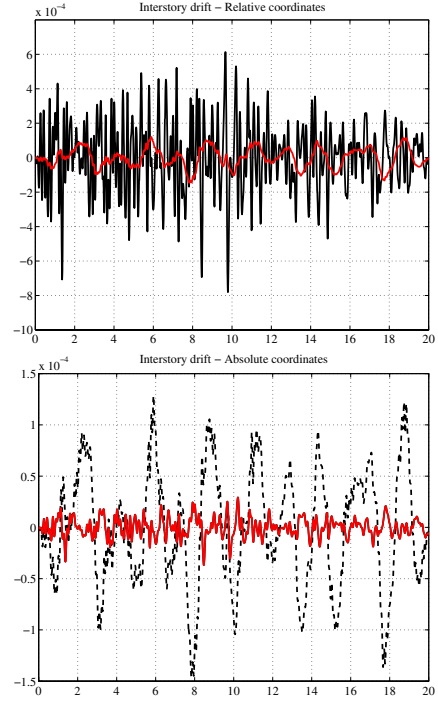 Interstory drift − Relative coordinates
x 10⁻⁴
6
4
2
0
−2
−4
−6
−8
−10
0 2 4 6 8 10 12 14 16 18 20
Interstory drift − Absolute coordinates
x 10⁻⁴
1.5
1
0.5
0
−0.5
−1
−1.5
0 2 4 6 8 10 12 14 16 18 20